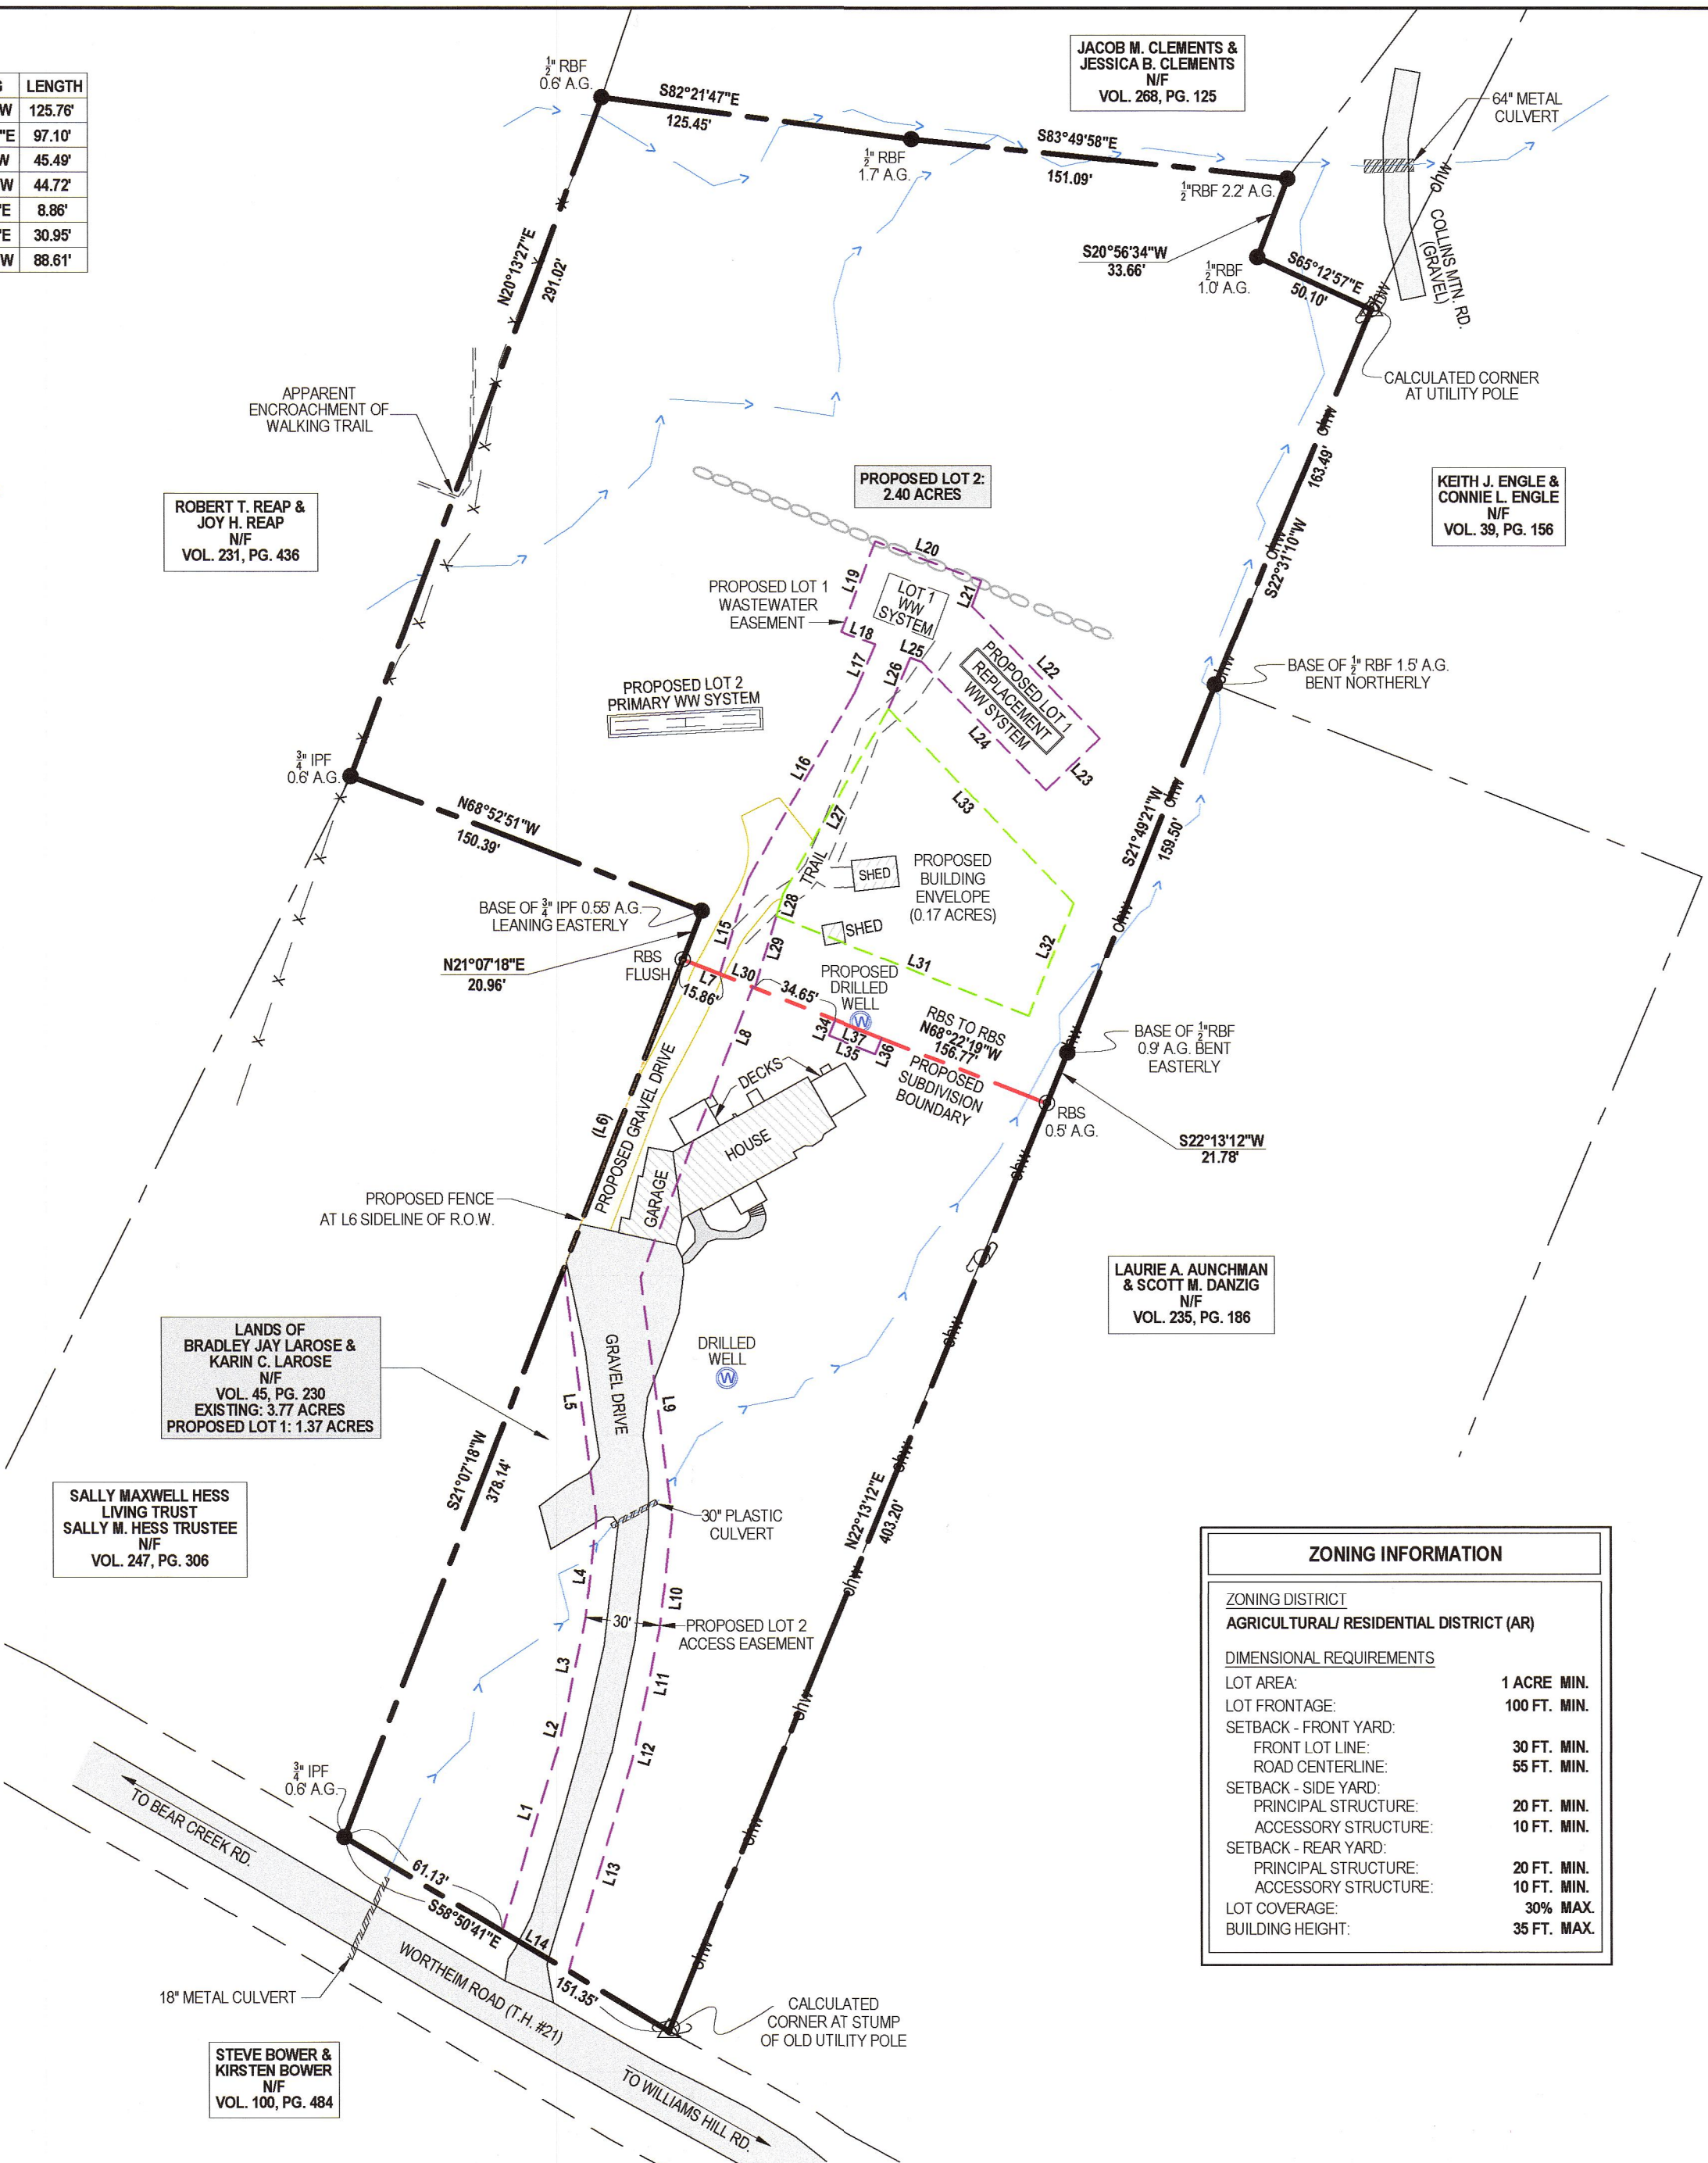 G LENGTH
W 125.76'
"E 97.10'
W 45.49'
W 44.72'
'E 8.86'
'E 30.95'
W 88.61'
½" RBF
0.6' A.G.
S82°21'47"E
125.45'
½" RBF
1.7' A.G.
S83°49'58"E
151.09'
½"RBF 2.2' A.G.
JACOB M. CLEMENTS &
JESSICA B. CLEMENTS
N/F
VOL. 268, PG. 125
64" METAL
CULVERT
ohw
COLLINS MTN. RD.
(GRAVEL)
S20°56'34"W
33.66'
½"RBF
1.0' A.G.
S65°12'57"E
50.10'
ohw
CALCULATED CORNER
AT UTILITY POLE
N20°13'27"E
291.02'
APPARENT
ENCROACHMENT OF
WALKING TRAIL
ROBERT T. REAP &
JOY H. REAP
N/F
VOL. 231, PG. 436
PROPOSED LOT 2:
2.40 ACRES
ohw
163.49'
ohw
S22°31'10"W
KEITH J. ENGLE &
CONNIE L. ENGLE
N/F
VOL. 39, PG. 156
L20
L19
L21
PROPOSED LOT 1
WASTEWATER
EASEMENT
LOT 1
WW
SYSTEM
L18
L17
L25
L26
L22
PROPOSED LOT 1
REPLACEMENT
WW SYSTEM
L24
L23
ohw
BASE OF ½" RBF 1.5' A.G.
BENT NORTHERLY
PROPOSED LOT 2
PRIMARY WW SYSTEM
L16
¾" IPF
0.6' A.G.
N68°52'51"W
150.39'
L27
L33
ohw
S21°49'21"W
159.50'
TRAIL
SHED
PROPOSED
BUILDING
ENVELOPE
(0.17 ACRES)
BASE OF ¾" IPF 0.55' A.G.
LEANING EASTERLY
L28
SHED
L15
L29
L32
ohw
N21°07'18"E
20.96'
RBS
FLUSH
L7
15.86'
L30
34.65'
L31
PROPOSED
DRILLED
WELL
W
RBS TO RBS
N68°22'19"W
156.77'
PROPOSED
SUBDIVISION
BOUNDARY
L34
L37
L35
L36
L8
ohw
BASE OF ½"RBF
0.9' A.G. BENT
EASTERLY
DECKS
HOUSE
GARAGE
(L6)
PROPOSED GRAVEL DRIVE
RBS
0.5' A.G.
S22°13'12"W
21.78'
ohw
PROPOSED FENCE
AT L6 SIDELINE OF R.O.W.
LAURIE A. AUNCHMAN
& SCOTT M. DANZIG
N/F
VOL. 235, PG. 186
LANDS OF
BRADLEY JAY LAROSE &
KARIN C. LAROSE
N/F
VOL. 45, PG. 230
EXISTING: 3.77 ACRES
PROPOSED LOT 1: 1.37 ACRES
GRAVEL DRIVE
DRILLED
WELL
W
ohw
L5
L9
S21°07'18"W
378.14'
ohw
SALLY MAXWELL HESS
LIVING TRUST
SALLY M. HESS TRUSTEE
N/F
VOL. 247, PG. 306
30" PLASTIC
CULVERT
N22°13'12"E
403.20'
ohw
L4
L10
30'
PROPOSED LOT 2
ACCESS EASEMENT
L3
L11
L2
L12
ohw
L1
L13
ohw
¾" IPF
0.6' A.G.
TO BEAR CREEK RD.
61.13'
S58°50'41"E
L14
151.35'
ohw
WORTHEIM ROAD (T.H. #21)
18" METAL CULVERT
CALCULATED
CORNER AT STUMP
OF OLD UTILITY POLE
TO WILLIAMS HILL RD.
STEVE BOWER &
KIRSTEN BOWER
N/F
VOL. 100, PG. 484
ZONING INFORMATION
ZONING DISTRICT
AGRICULTURAL/ RESIDENTIAL DISTRICT (AR)
DIMENSIONAL REQUIREMENTS
LOT AREA: 1 ACRE MIN.
LOT FRONTAGE: 100 FT. MIN.
SETBACK - FRONT YARD:
FRONT LOT LINE: 30 FT. MIN.
ROAD CENTERLINE: 55 FT. MIN.
SETBACK - SIDE YARD:
PRINCIPAL STRUCTURE: 20 FT. MIN.
ACCESSORY STRUCTURE: 10 FT. MIN.
SETBACK - REAR YARD:
PRINCIPAL STRUCTURE: 20 FT. MIN.
ACCESSORY STRUCTURE: 10 FT. MIN.
LOT COVERAGE: 30% MAX.
BUILDING HEIGHT: 35 FT. MAX.